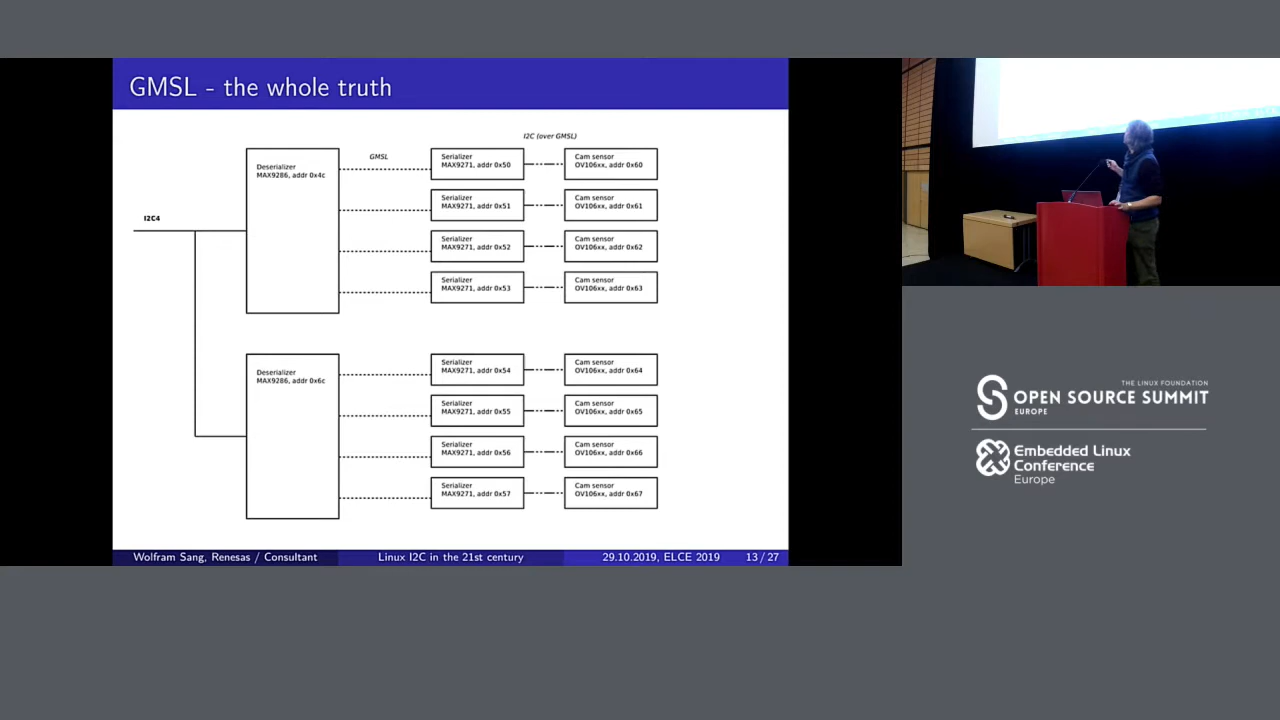 GMSL - the whole truth
I2C (over GMSL)
GMSL
I2C4
Deserializer
MAX9286, addr 0x4c
Serializer
MAX9271, addr 0x50
Cam sensor
OV106xx, addr 0x60
Serializer
MAX9271, addr 0x51
Cam sensor
OV106xx, addr 0x61
Serializer
MAX9271, addr 0x52
Cam sensor
OV106xx, addr 0x62
Serializer
MAX9271, addr 0x53
Cam sensor
OV106xx, addr 0x63
Deserializer
MAX9286, addr 0x6c
Serializer
MAX9271, addr 0x54
Cam sensor
OV106xx, addr 0x64
Serializer
MAX9271, addr 0x55
Cam sensor
OV106xx, addr 0x65
Serializer
MAX9271, addr 0x56
Cam sensor
OV106xx, addr 0x66
Serializer
MAX9271, addr 0x57
Cam sensor
OV106xx, addr 0x67
Wolfram Sang, Renesas / Consultant
Linux I2C in the 21st century
29.10.2019, ELCE 2019
13 / 27
THE LINUX FOUNDATION
OPEN SOURCE SUMMIT
EUROPE
Embedded Linux
Conference
Europe